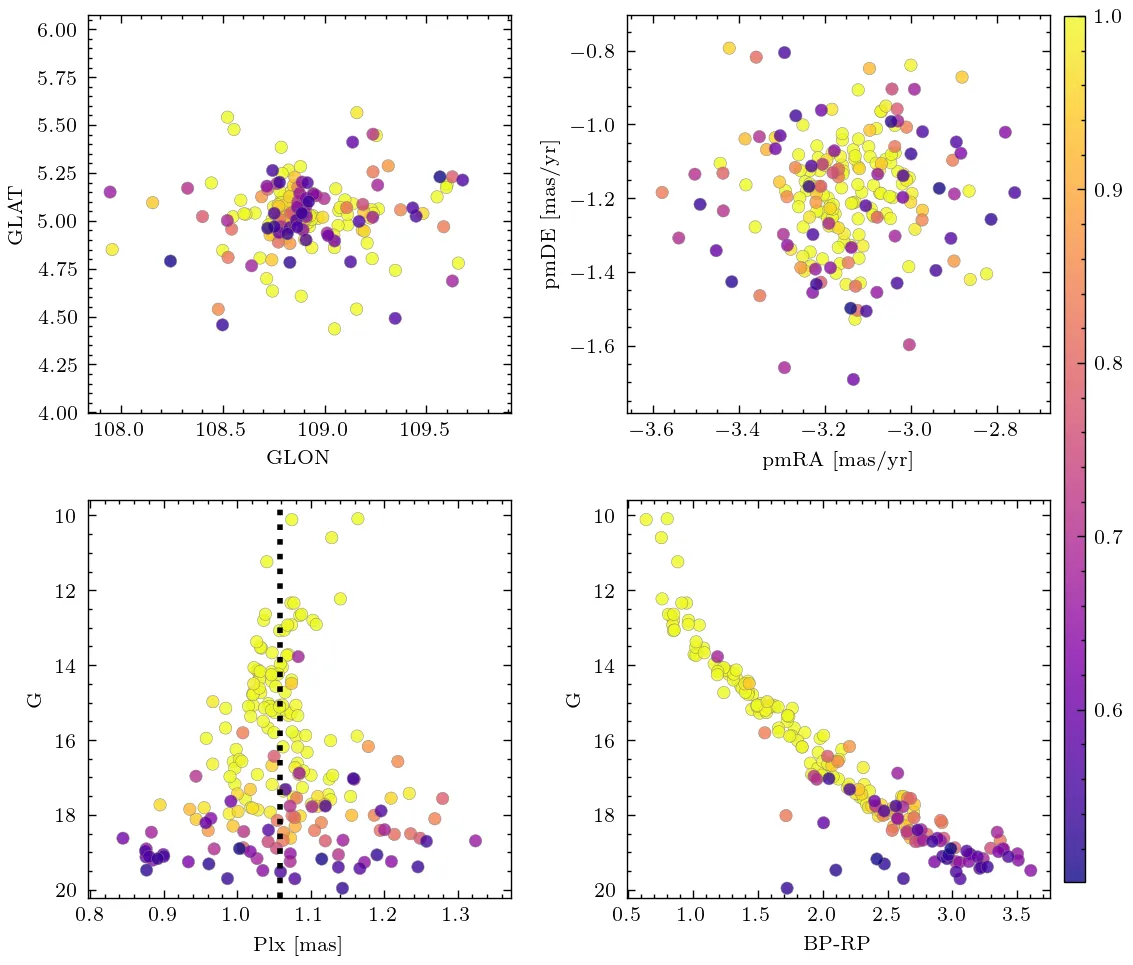 6.00
5.75
5.50
5.25
5.00
4.75
4.50
4.25
4.00
GLAT
108.0 108.5 109.0 109.5
GLON
−0.8
−1.0
−1.2
−1.4
−1.6
pmDE [mas/yr]
−3.6 −3.4 −3.2 −3.0 −2.8
pmRA [mas/yr]
1.0
0.9
0.8
0.7
0.6
10
12
14
16
18
20
G
0.8 0.9 1.0 1.1 1.2 1.3
Plx [mas]
10
12
14
16
18
20
G
0.5 1.0 1.5 2.0 2.5 3.0 3.5
BP-RP